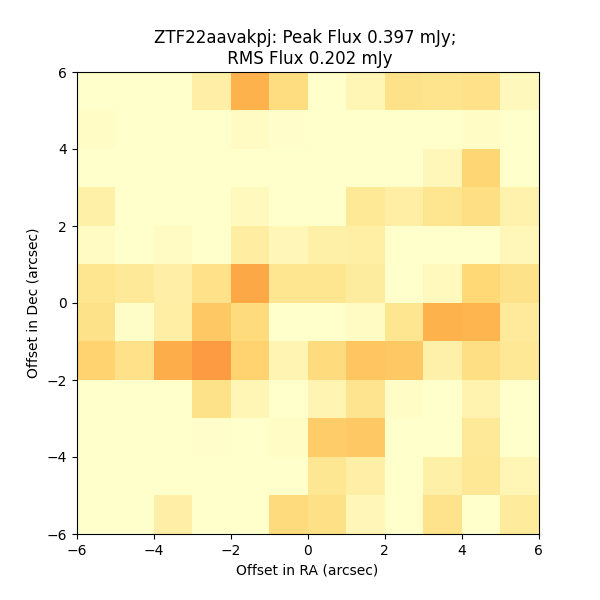 ZTF22aavakpj: Peak Flux 0.397 mJy;
RMS Flux 0.202 mJy
6
4
2
0
−2
−4
−6
Offset in Dec (arcsec)
−6 −4 −2 0 2 4 6
Offset in RA (arcsec)